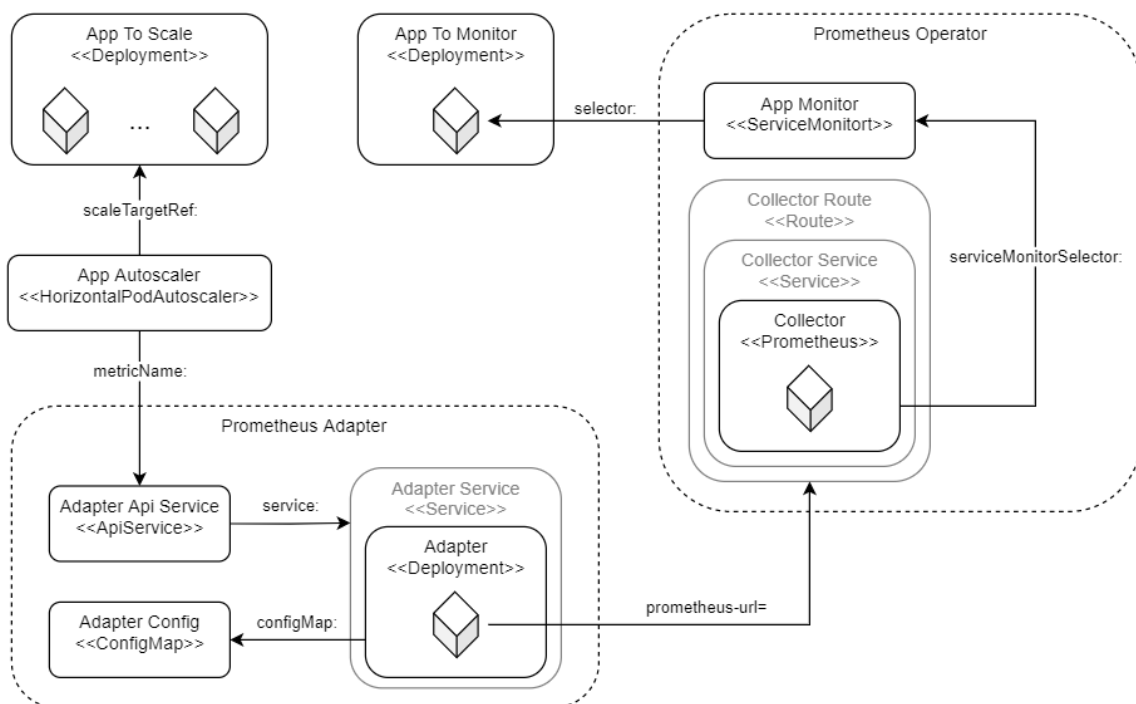 App To Scale
<<Deployment>>
...
App To Monitor
<<Deployment>>
Prometheus Operator
selector:
App Monitor
<<ServiceMonitort>>
scaleTargetRef:
Collector Route
<<Route>>
Collector Service
<<Service>>
serviceMonitorSelector:
App Autoscaler
<<HorizontalPodAutoscaler>>
Collector
<<Prometheus>>
metricName:
Prometheus Adapter
Adapter Api Service
<<ApiService>>
service:
Adapter Service
<<Service>>
Adapter
<<Deployment>>
Adapter Config
<<ConfigMap>>
configMap:
prometheus-url=